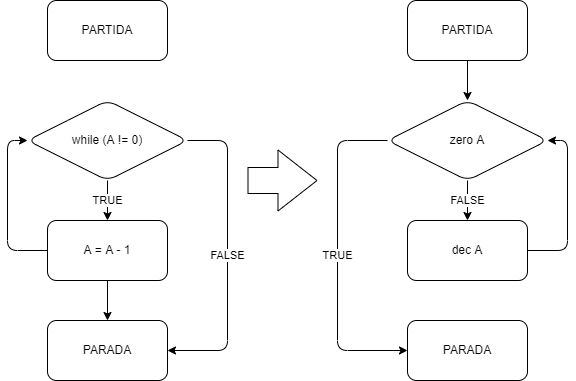 PARTIDA
while (A != 0)
TRUE
A = A - 1
FALSE
PARADA
PARTIDA
zero A
FALSE
dec A
TRUE
PARADA